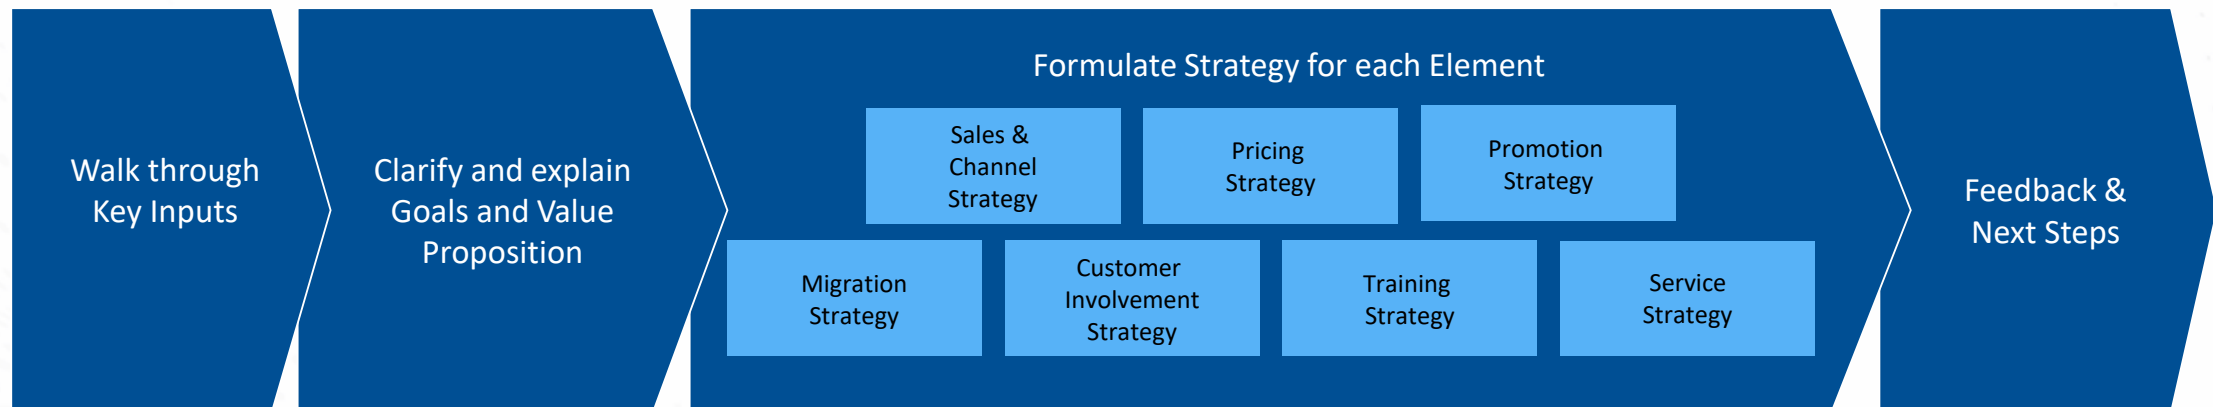 Walk through
Key Inputs
Clarify and explain
Goals and Value
Proposition
Formulate Strategy for each Element
Sales &
Channel
Strategy
Pricing
Strategy
Promotion
Strategy
Migration
Strategy
Customer
Involvement
Strategy
Training
Strategy
Service
Strategy
Feedback &
Next Steps